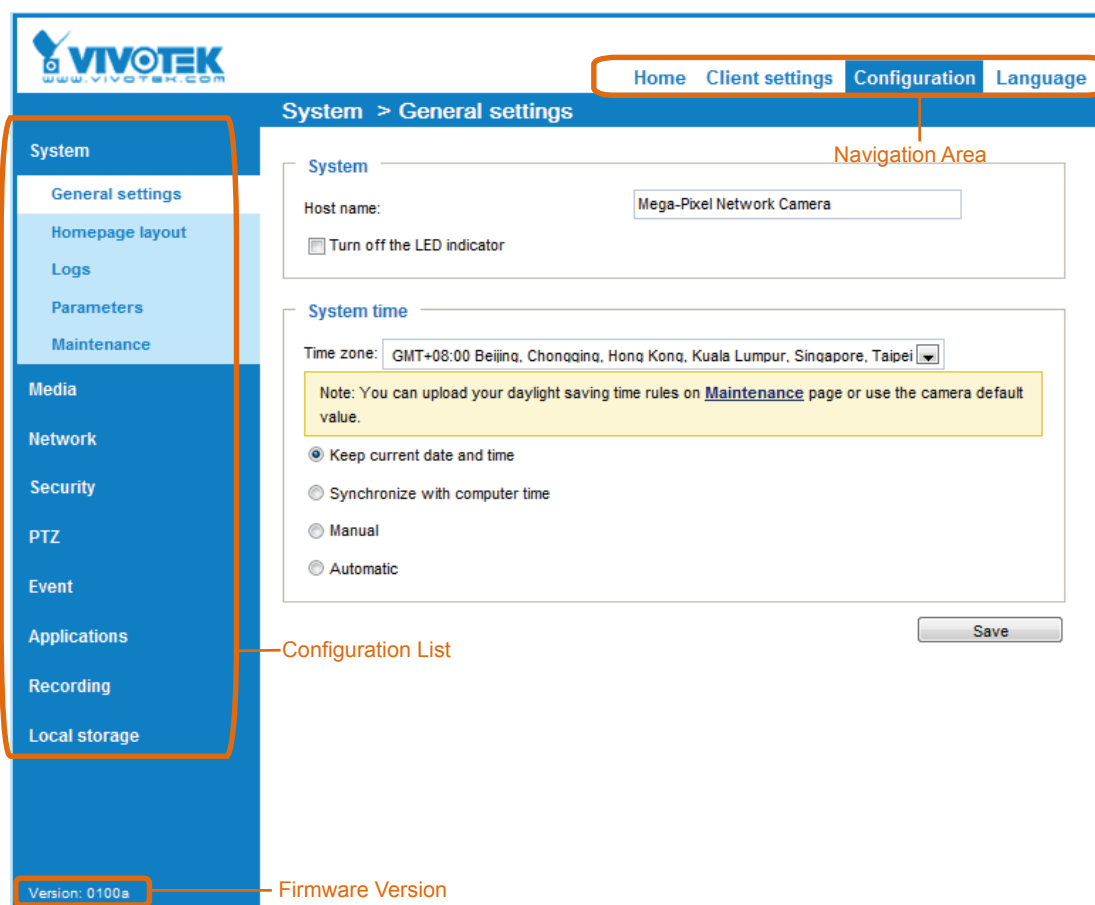 VIVOTEK
www.vivotek.com
Home Client settings Configuration Language
System > General settings
Navigation Area
System
General settings
Homepage layout
Logs
Parameters
Maintenance
Media
Network
Security
PTZ
Event
Applications
Recording
Local storage
Configuration List
Version: 0100a
Firmware Version
System
Host name: Mega-Pixel Network Camera
Turn off the LED indicator
System time
Time zone: GMT+08:00 Beijing, Chongqing, Hong Kong, Kuala Lumpur, Singapore, Taipei
Note: You can upload your daylight saving time rules on Maintenance page or use the camera default
value.
Keep current date and time
Synchronize with computer time
Manual
Automatic
Save